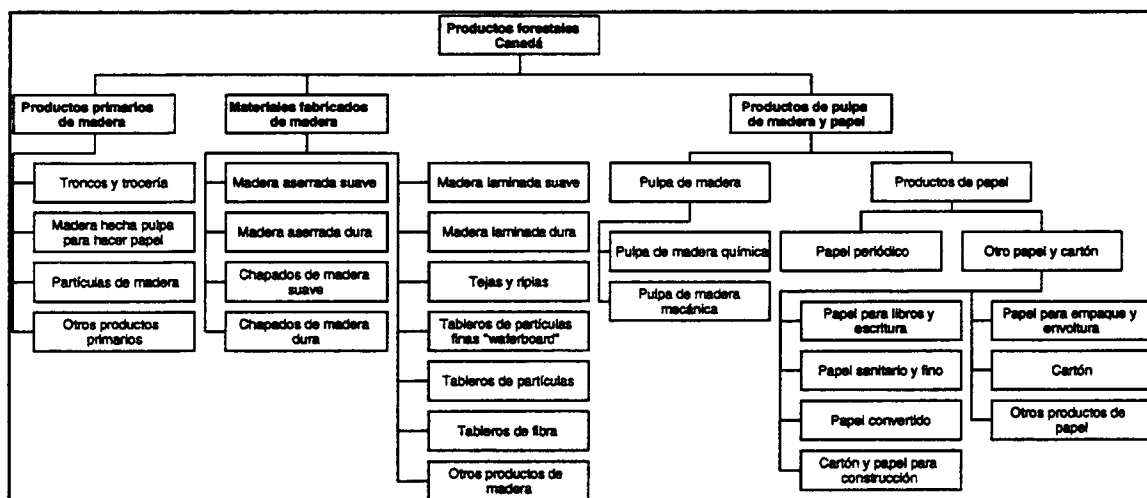 Productos forestales
Canadá
Productos primarios
de madera
Materiales fabricados
de madera
Productos de pulpa
de madera y papel
Troncos y trocería
Madera hecha pulpa
para hacer papel
Partículas de madera
Otros productos
primarios
Madera aserrada suave
Madera aserrada dura
Chapados de madera
suave
Chapados de madera
dura
Madera laminada suave
Madera laminada dura
Tejas y ripias
Tableros de partículas
finas "waferboard"
Tableros de partículas
Tableros de fibra
Otros productos de
madera
Pulpa de madera
Pulpa de madera química
Pulpa de madera
mecánica
Productos de papel
Papel periódico
Otro papel y cartón
Papel para libros y
escritura
Papel sanitario y fino
Papel convertido
Cartón y papel para
construcción
Papel para empaque y
envoltura
Cartón
Otros productos de
papel